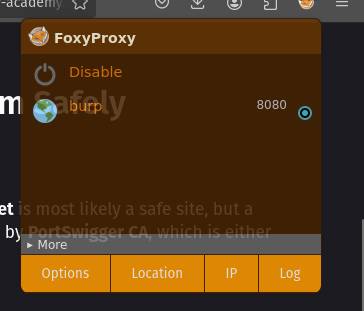 -academy
FoxyProxy
Disable
m Safely
burp
8080
et is most likely a safe site, but a
by PortSwigger CA, which is either
▸ More
Options
Location
IP
Log